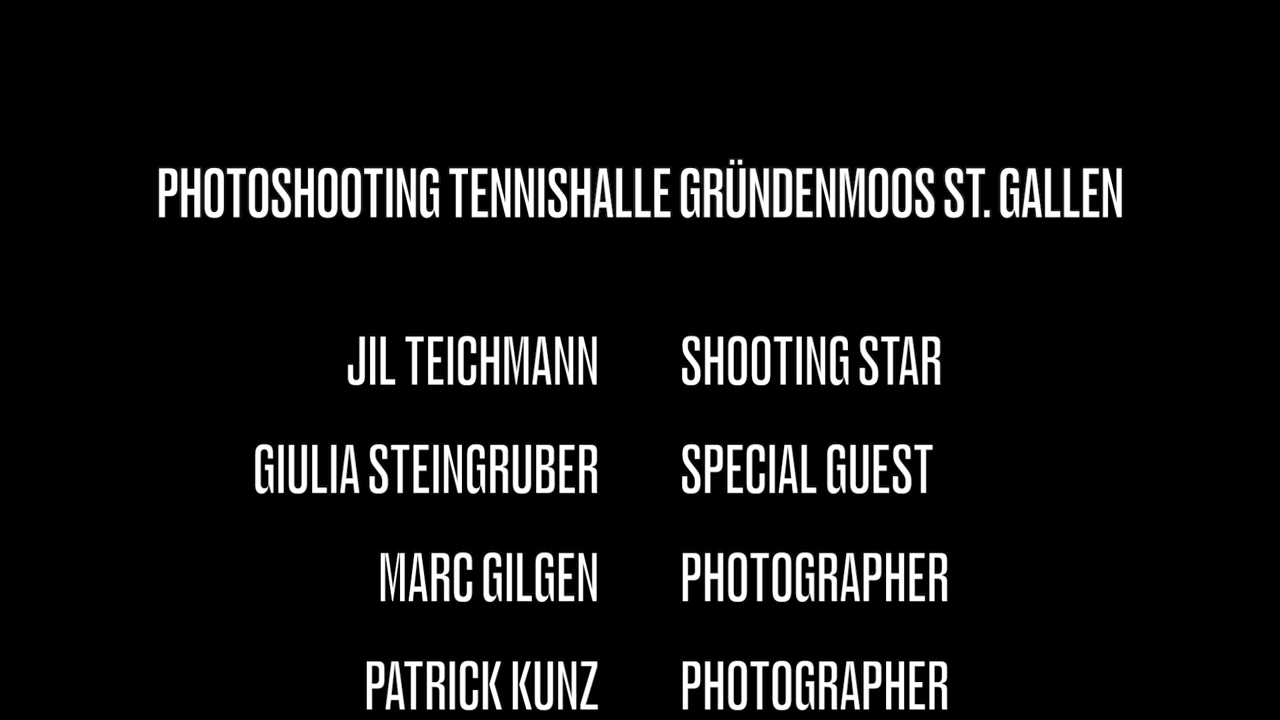 PHOTOSHOOTING TENNISHALLE GRÜNDENMOOS ST. GALLEN
JIL TEICHMANN SHOOTING STAR
GIULIA STEINGRUBER SPECIAL GUEST
MARC GILGEN PHOTOGRAPHER
PATRICK KUNZ PHOTOGRAPHER